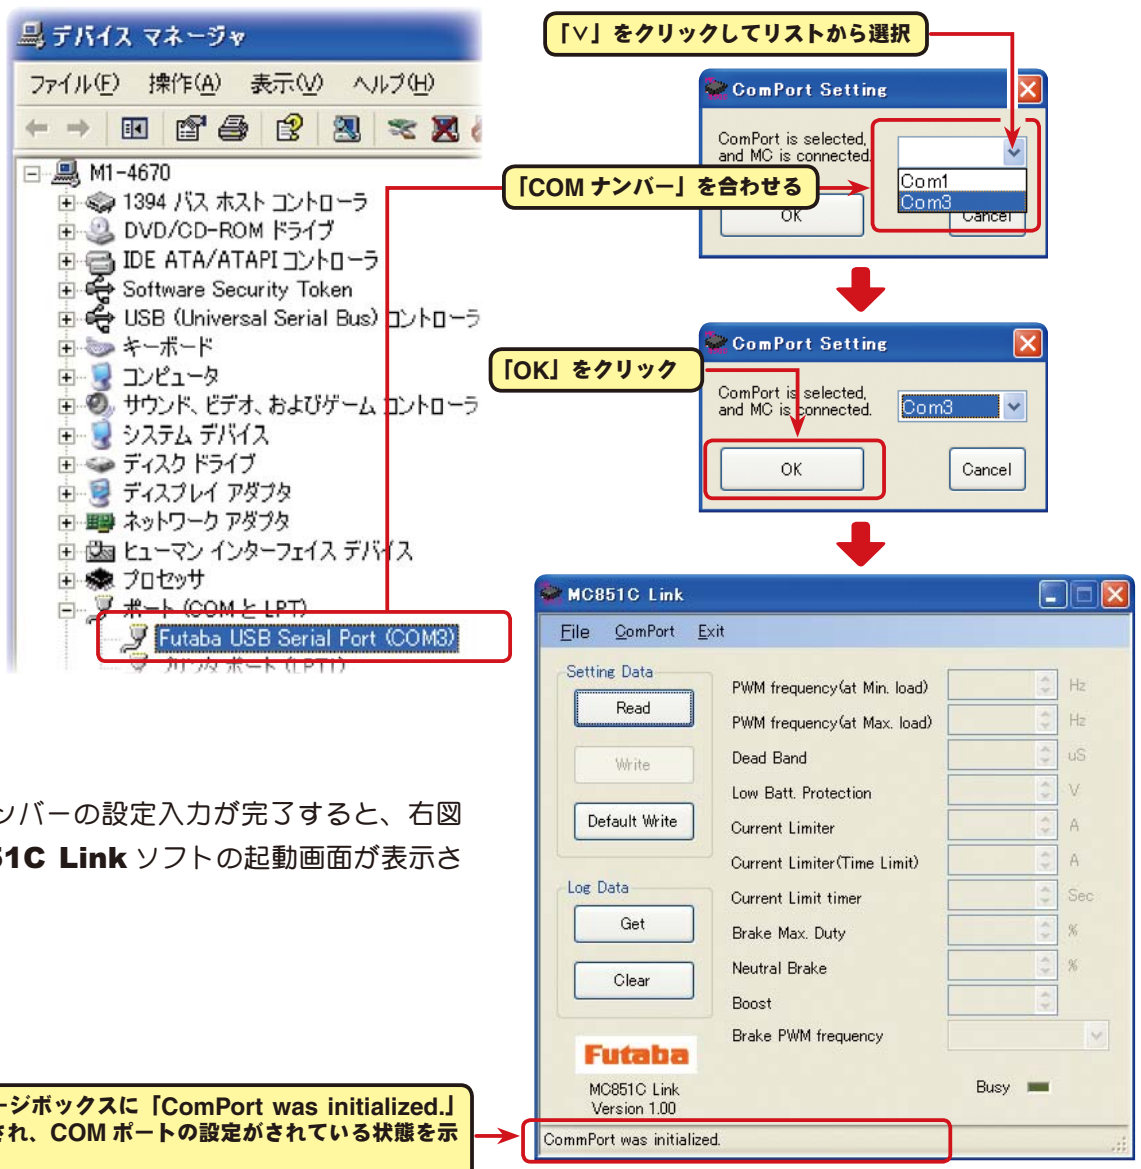 デバイス マネージャ
ファイル(F) 操作(A) 表示(V) ヘルプ(H)
M1-4670
1394 バス ホスト コントローラ
DVD/CD-ROM ドライブ
IDE ATA/ATAPI コントローラ
Software Security Token
USB (Universal Serial Bus) コントローラ
キーボード
コンピュータ
サウンド、ビデオ、およびゲーム コントローラ
システム デバイス
ディスク ドライブ
ディスプレイ アダプタ
ネットワーク アダプタ
ヒューマン インターフェイス デバイス
プロセッサ
ポート (COM と LPT)
Futaba USB Serial Port (COM3)
プリンタ ポート (LPT1)
「∨」をクリックしてリストから選択
ComPort Setting
ComPort is selected,
and MC is connected.
Com1
Com3
OK
Cancel
「COM ナンバー」を合わせる
ComPort Setting
「OK」をクリック
ComPort is selected,
and MC is connected.
Com3
OK
Cancel
MC851C Link
File ComPort Exit
Setting Data
Read
Write
Default Write
Log Data
Get
Clear
Futaba
MC851C Link
Version 1.00
PWM frequency(at Min. load) Hz
PWM frequency(at Max. load) Hz
Dead Band uS
Low Batt. Protection V
Current Limiter A
Current Limiter(Time Limit) A
Current Limit timer Sec
Brake Max. Duty %
Neutral Brake %
Boost
Brake PWM frequency
Busy
CommPort was initialized.
ンバーの設定入力が完了すると、右図
51C Link ソフトの起動画面が表示さ
ージボックスに「ComPort was initialized.」
され、COM ポートの設定がされている状態を示